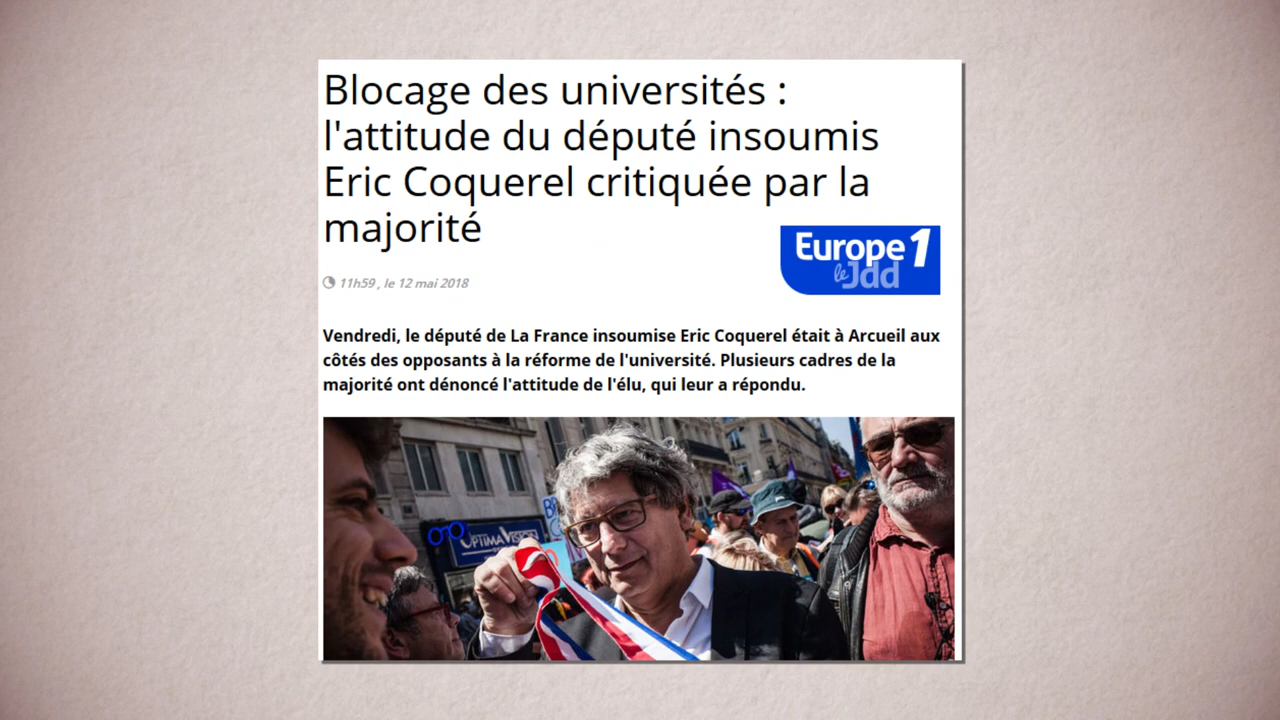 Blocage des universités :
l'attitude du député insoumis
Eric Coquerel critiquée par la
majorité
Europe 1
le Jdd
11h59 , le 12 mai 2018
Vendredi, le député de La France insoumise Eric Coquerel était à Arcueil aux
côtés des opposants à la réforme de l'université. Plusieurs cadres de la
majorité ont dénoncé l'attitude de l'élu, qui leur a répondu.
OPTIMA VISION